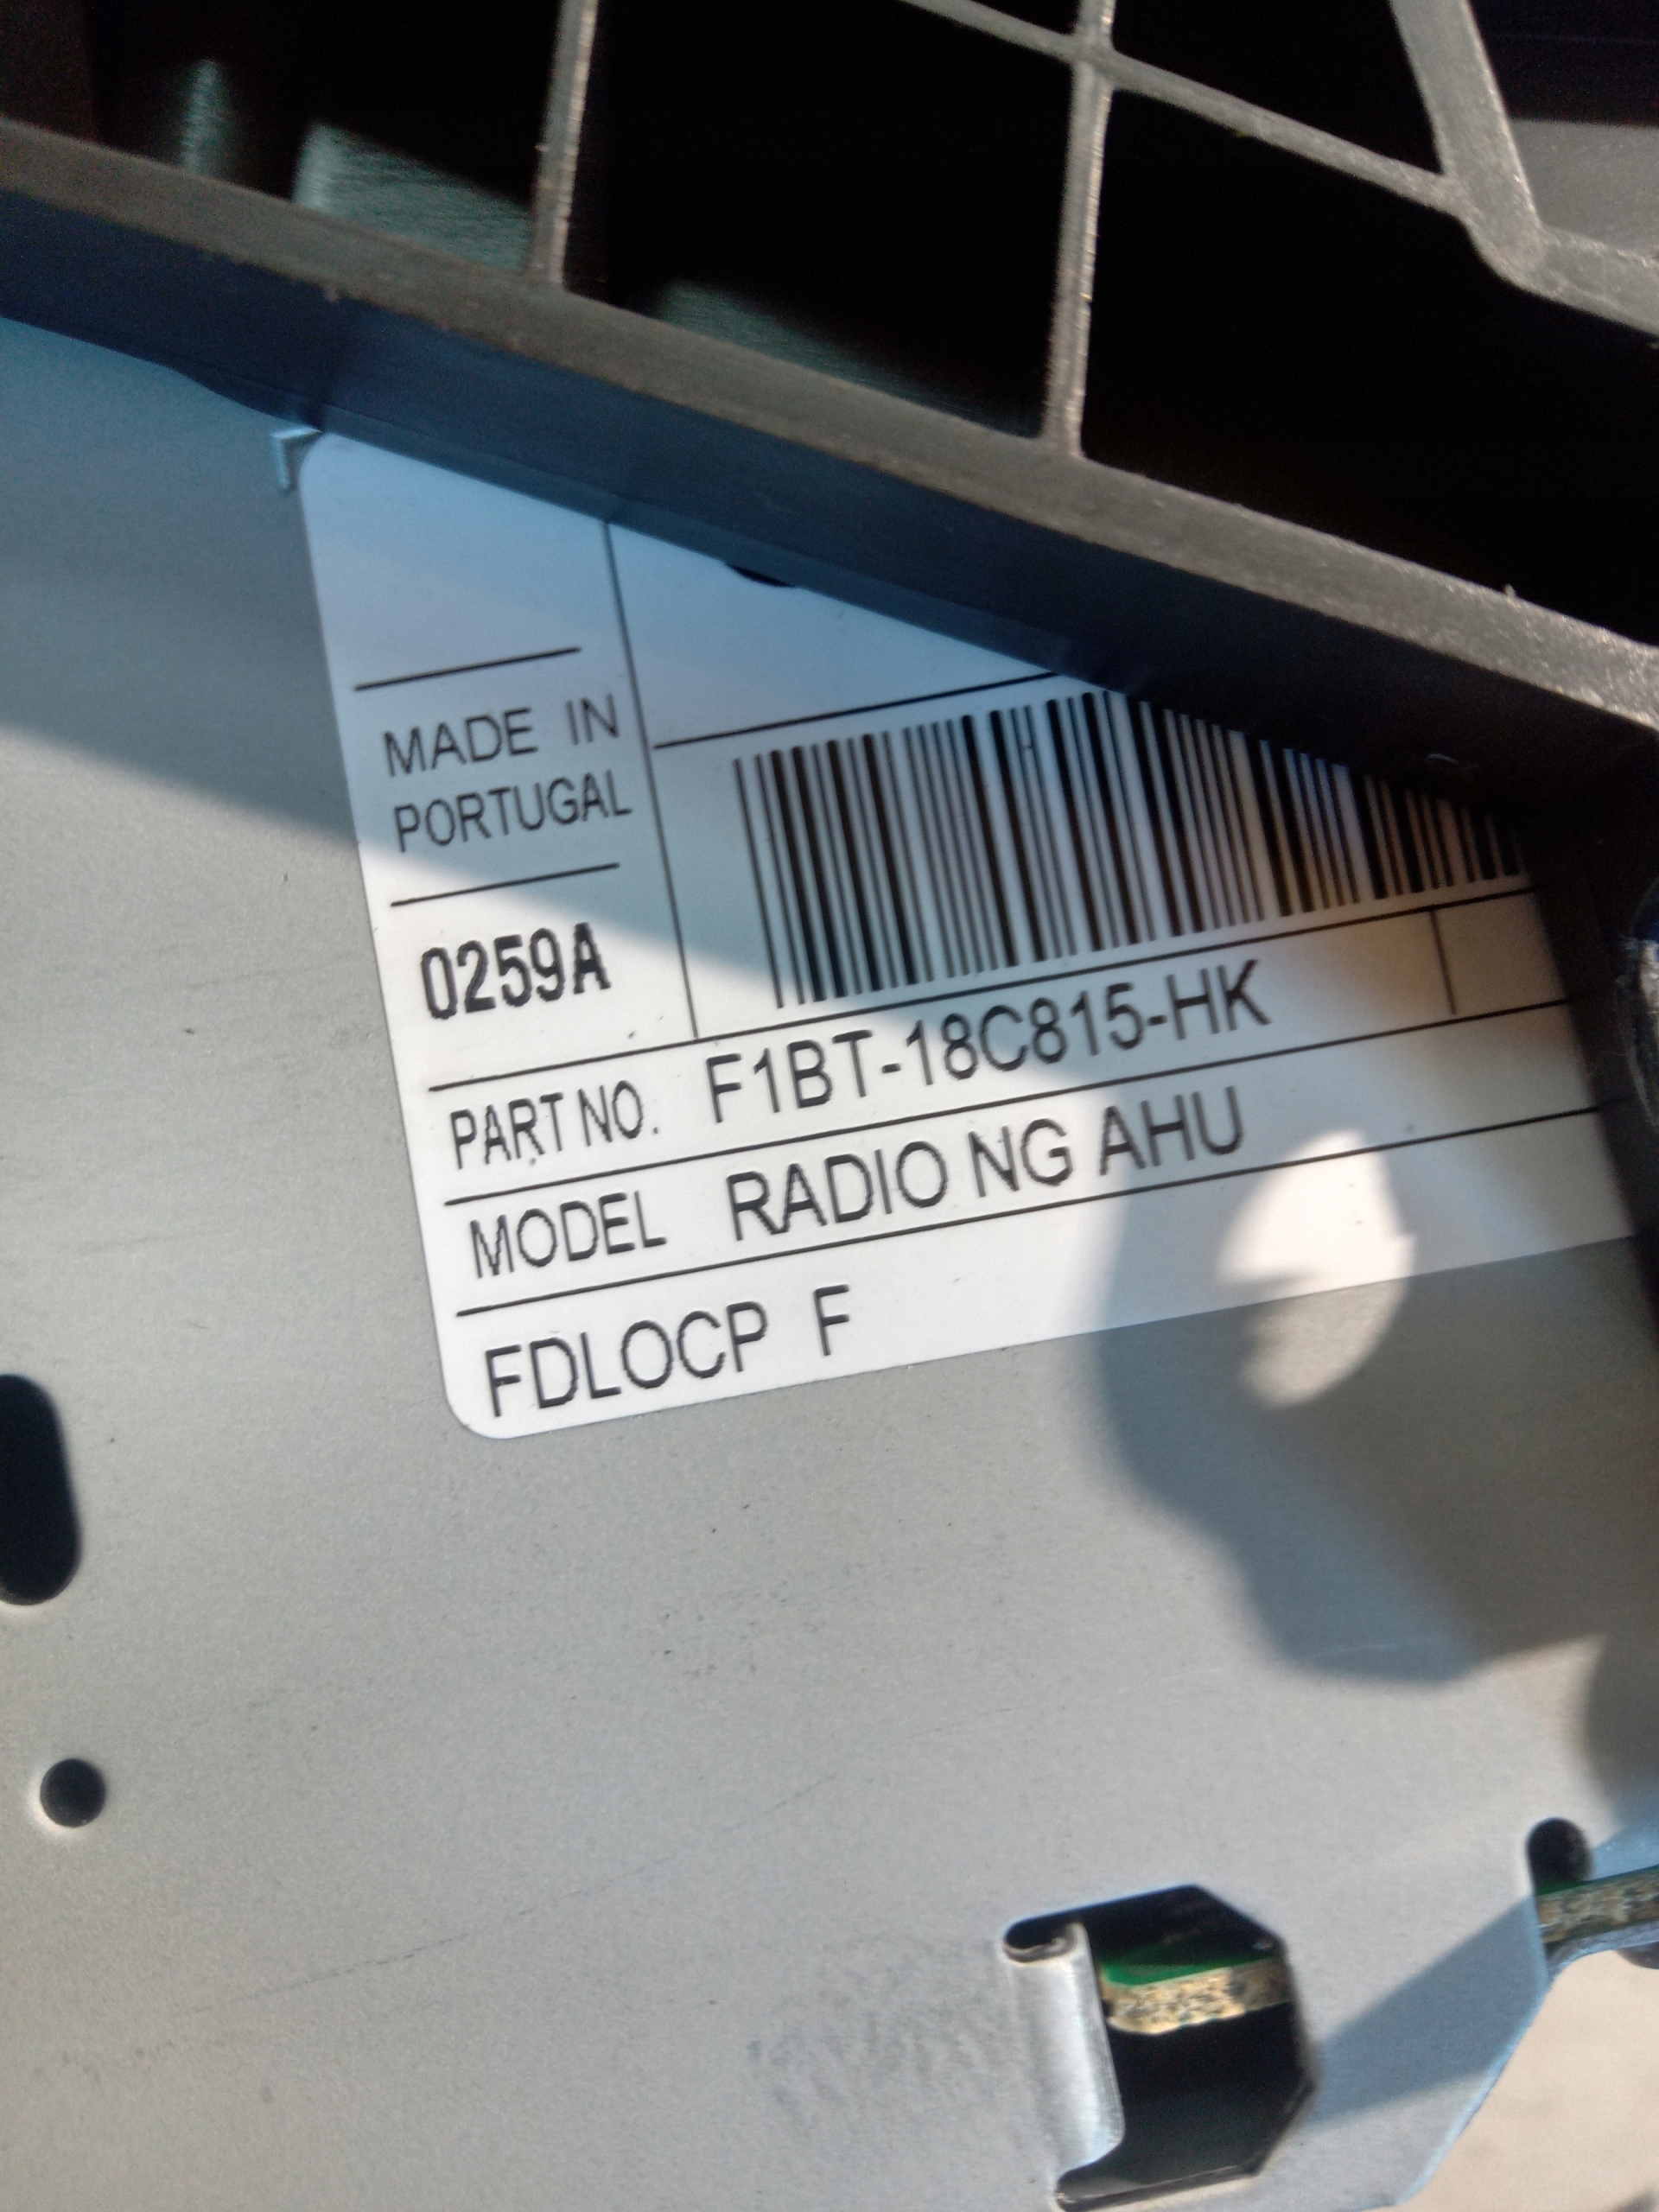 MADE IN
PORTUGAL
0259A
PART NO. F1BT-18C815-HK
MODEL RADIO NG AHU
FDLOCP F